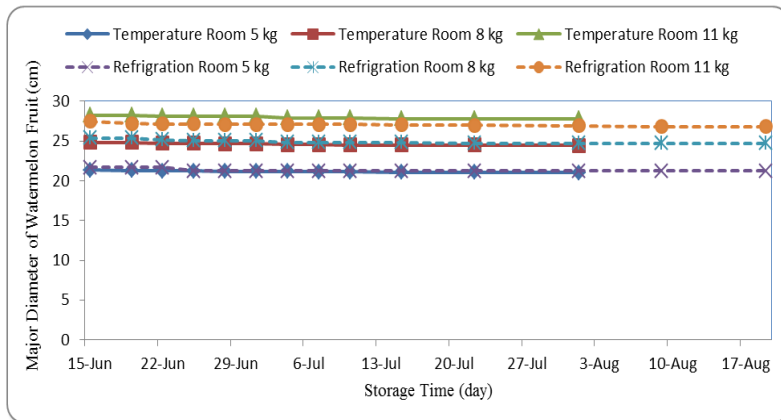 Temperature Room 5 kg Temperature Room 8 kg Temperature Room 11 kg
Refrigration Room 5 kg Refrigration Room 8 kg Refrigration Room 11 kg
Major Diameter of Watermelon Fruit (cm)
30
25
20
15
10
5
0
15-Jun 22-Jun 29-Jun 6-Jul 13-Jul 20-Jul 27-Jul 3-Aug 10-Aug 17-Aug
Storage Time (day)